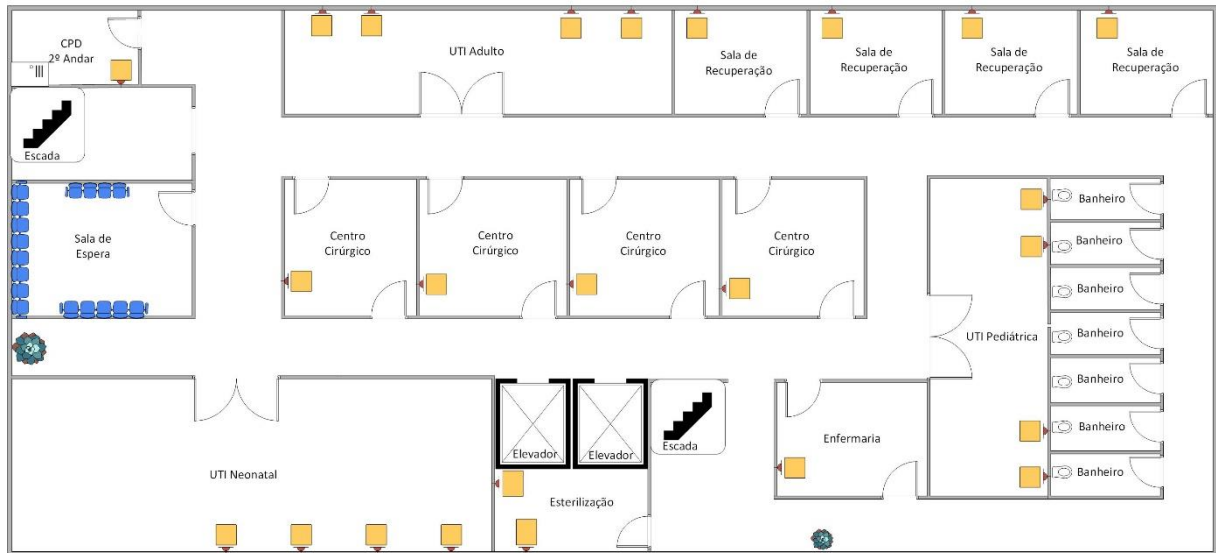 CPD
2º Andar
UTI Adulto
Sala de
Recuperação
Sala de
Recuperação
Sala de
Recuperação
Sala de
Recuperação
Escada
Sala de
Espera
Centro
Cirúrgico
Centro
Cirúrgico
Centro
Cirúrgico
Centro
Cirúrgico
Banheiro
Banheiro
Banheiro
Banheiro
Banheiro
Banheiro
Banheiro
UTI Pediátrica
UTI Neonatal
Elevador
Elevador
Escada
Enfermaria
Esterilização